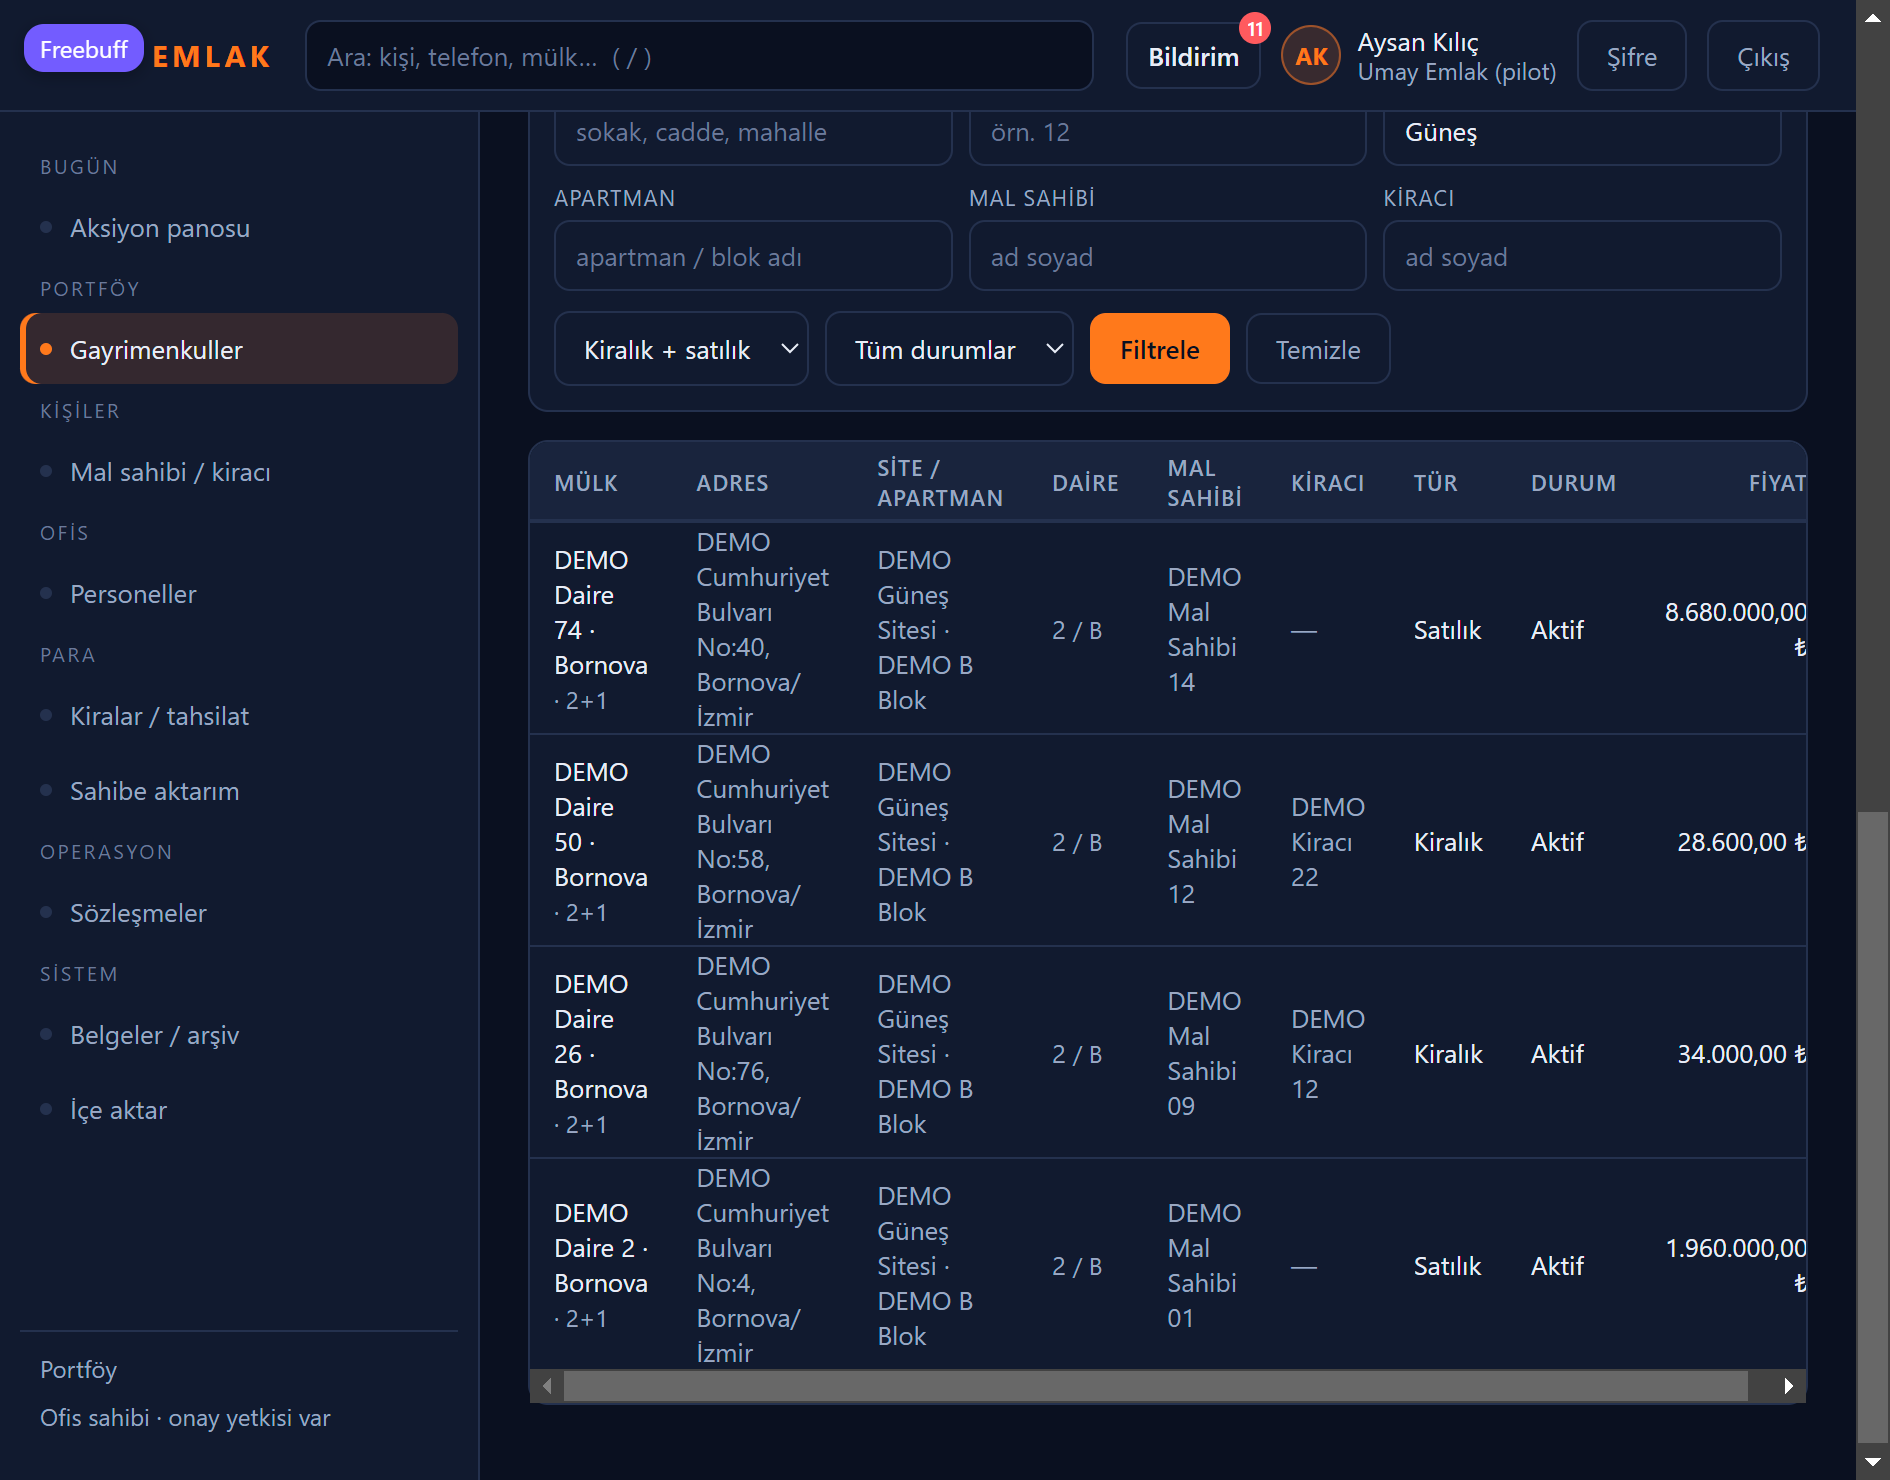 Freebuff
EMLAK
Ara: kişi, telefon, mülk... ( / )
Bildirim
11
AK
Aysan Kılıç
Umay Emlak (pilot)
Şifre
Çıkış
BUGÜN
Aksiyon panosu
PORTFÖY
Gayrimenkuller
KİŞİLER
Mal sahibi / kiracı
OFİS
Personeller
PARA
Kiralar / tahsilat
Sahibe aktarım
OPERASYON
Sözleşmeler
SİSTEM
Belgeler / arşiv
İçe aktar
Portföy
Ofis sahibi · onay yetkisi var
sokak, cadde, mahalle
örn. 12
Güneş
APARTMAN
MAL SAHİBİ
KİRACI
apartman / blok adı
ad soyad
ad soyad
Kiralık + satılık
Tüm durumlar
Filtrele
Temizle
MÜLK
ADRES
SİTE /
APARTMAN
DAİRE
MAL
SAHİBİ
KİRACI
TÜR
DURUM
FİYAT
DEMO
Daire
74 ·
Bornova
· 2+1
DEMO
Cumhuriyet
Bulvarı
No:40,
Bornova/
İzmir
DEMO
Güneş
Sitesi ·
DEMO B
Blok
2 / B
DEMO
Mal
Sahibi
14
—
Satılık
Aktif
8.680.000,00
₺
DEMO
Daire
50 ·
Bornova
· 2+1
DEMO
Cumhuriyet
Bulvarı
No:58,
Bornova/
İzmir
DEMO
Güneş
Sitesi ·
DEMO B
Blok
2 / B
DEMO
Mal
Sahibi
12
DEMO
Kiracı
22
Kiralık
Aktif
28.600,00 ₺
DEMO
Daire
26 ·
Bornova
· 2+1
DEMO
Cumhuriyet
Bulvarı
No:76,
Bornova/
İzmir
DEMO
Güneş
Sitesi ·
DEMO B
Blok
2 / B
DEMO
Mal
Sahibi
09
DEMO
Kiracı
12
Kiralık
Aktif
34.000,00 ₺
DEMO
Daire 2 ·
Bornova
· 2+1
DEMO
Cumhuriyet
Bulvarı
No:4,
Bornova/
İzmir
DEMO
Güneş
Sitesi ·
DEMO B
Blok
2 / B
DEMO
Mal
Sahibi
01
—
Satılık
Aktif
1.960.000,00
₺